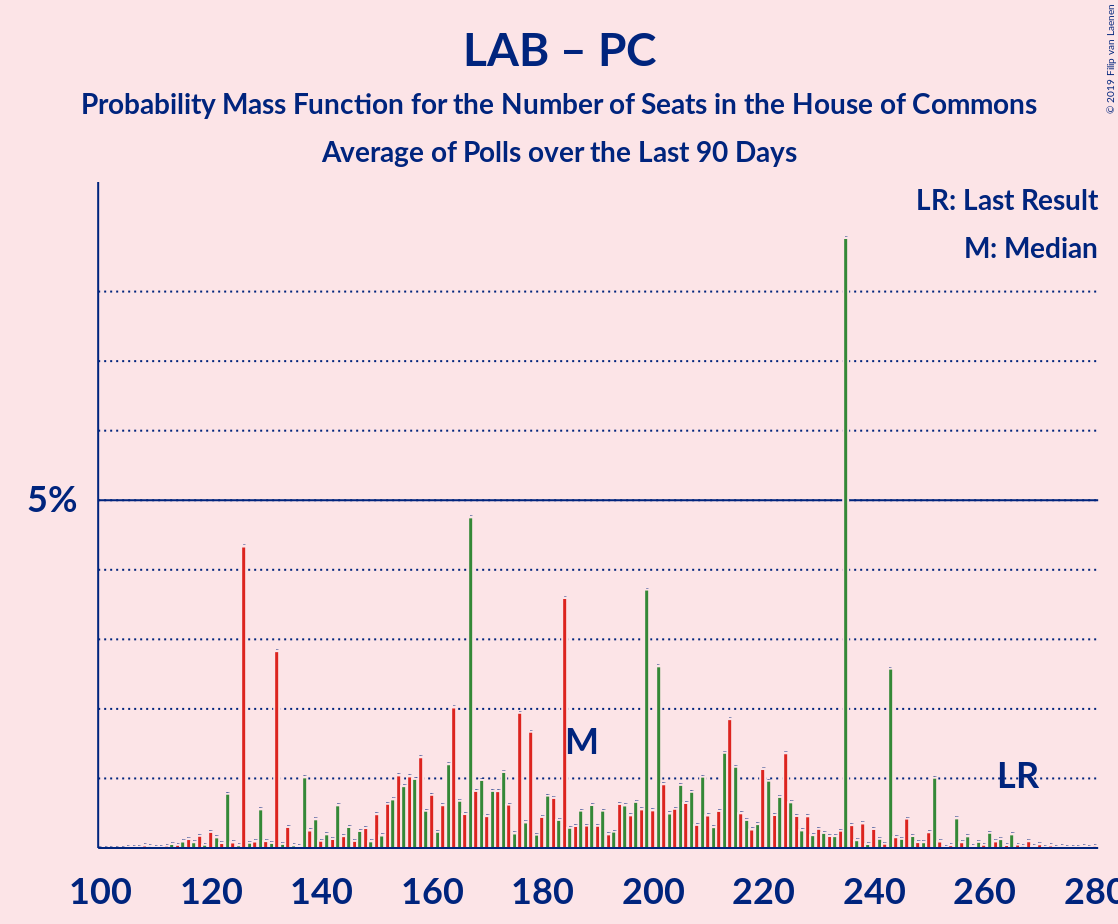 © 2019 Filip van Laenen
LAB – PC
Probability Mass Function for the Number of Seats in the House of Commons
Average of Polls over the Last 90 Days
LR: Last Result
M: Median
5%
M
LR
100 120 140 160 180 200 220 240 260 280